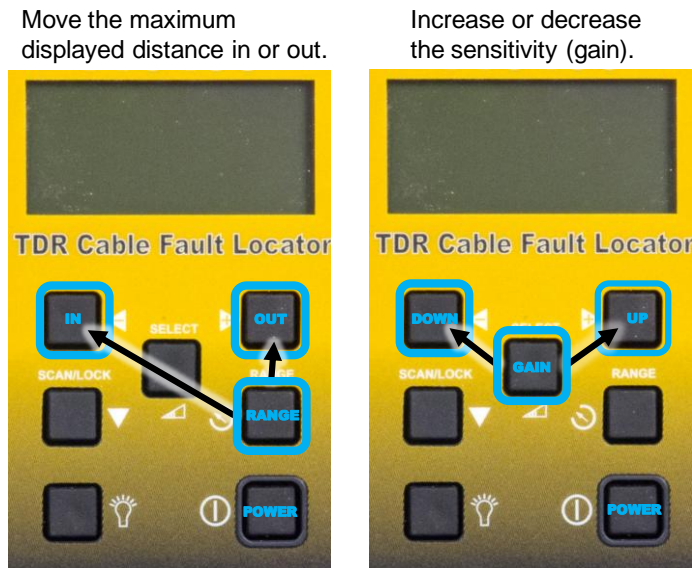 Move the maximum
displayed distance in or out.
Increase or decrease
the sensitivity (gain).
TDR Cable Fault Locator
IN
OUT
SELECT
SCAN/LOCK
RANGE
POWER
TDR Cable Fault Locator
DOWN
UP
GAIN
SCAN/LOCK
RANGE
POWER